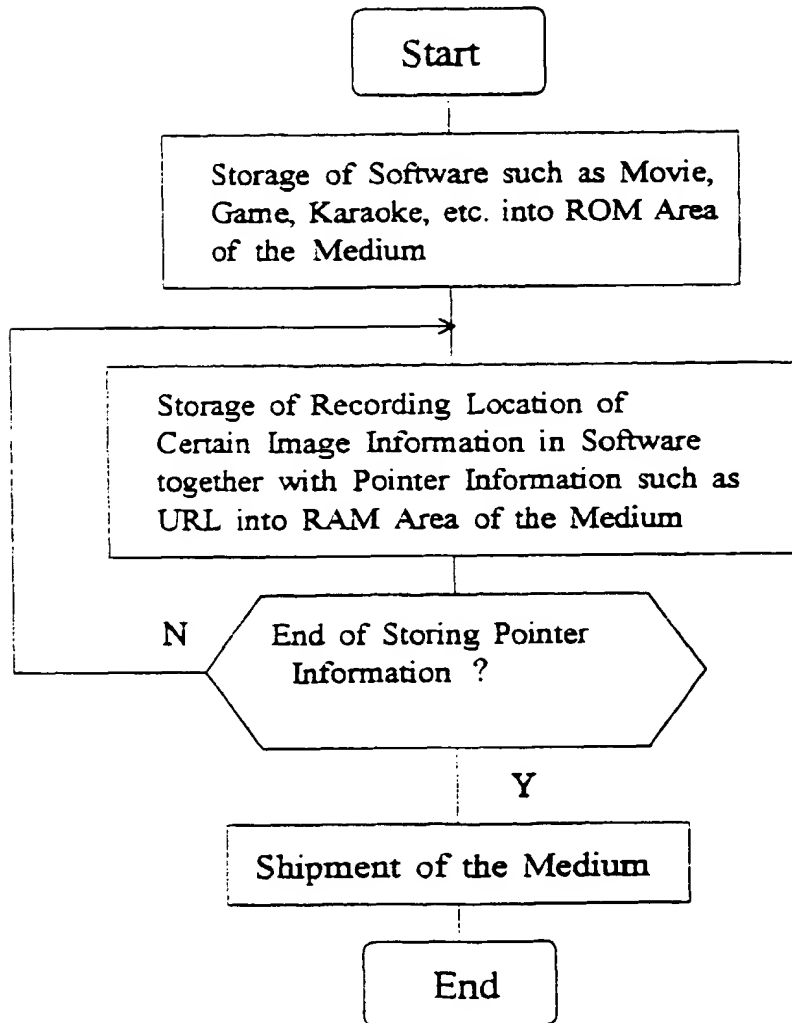 Start
Storage of Software such as Movie,
Game, Karaoke, etc. into ROM Area
of the Medium
Storage of Recording Location of
Certain Image Information in Software
together with Pointer Information such as
URL into RAM Area of the Medium
N
End of Storing Pointer
Information ?
Y
Shipment of the Medium
End